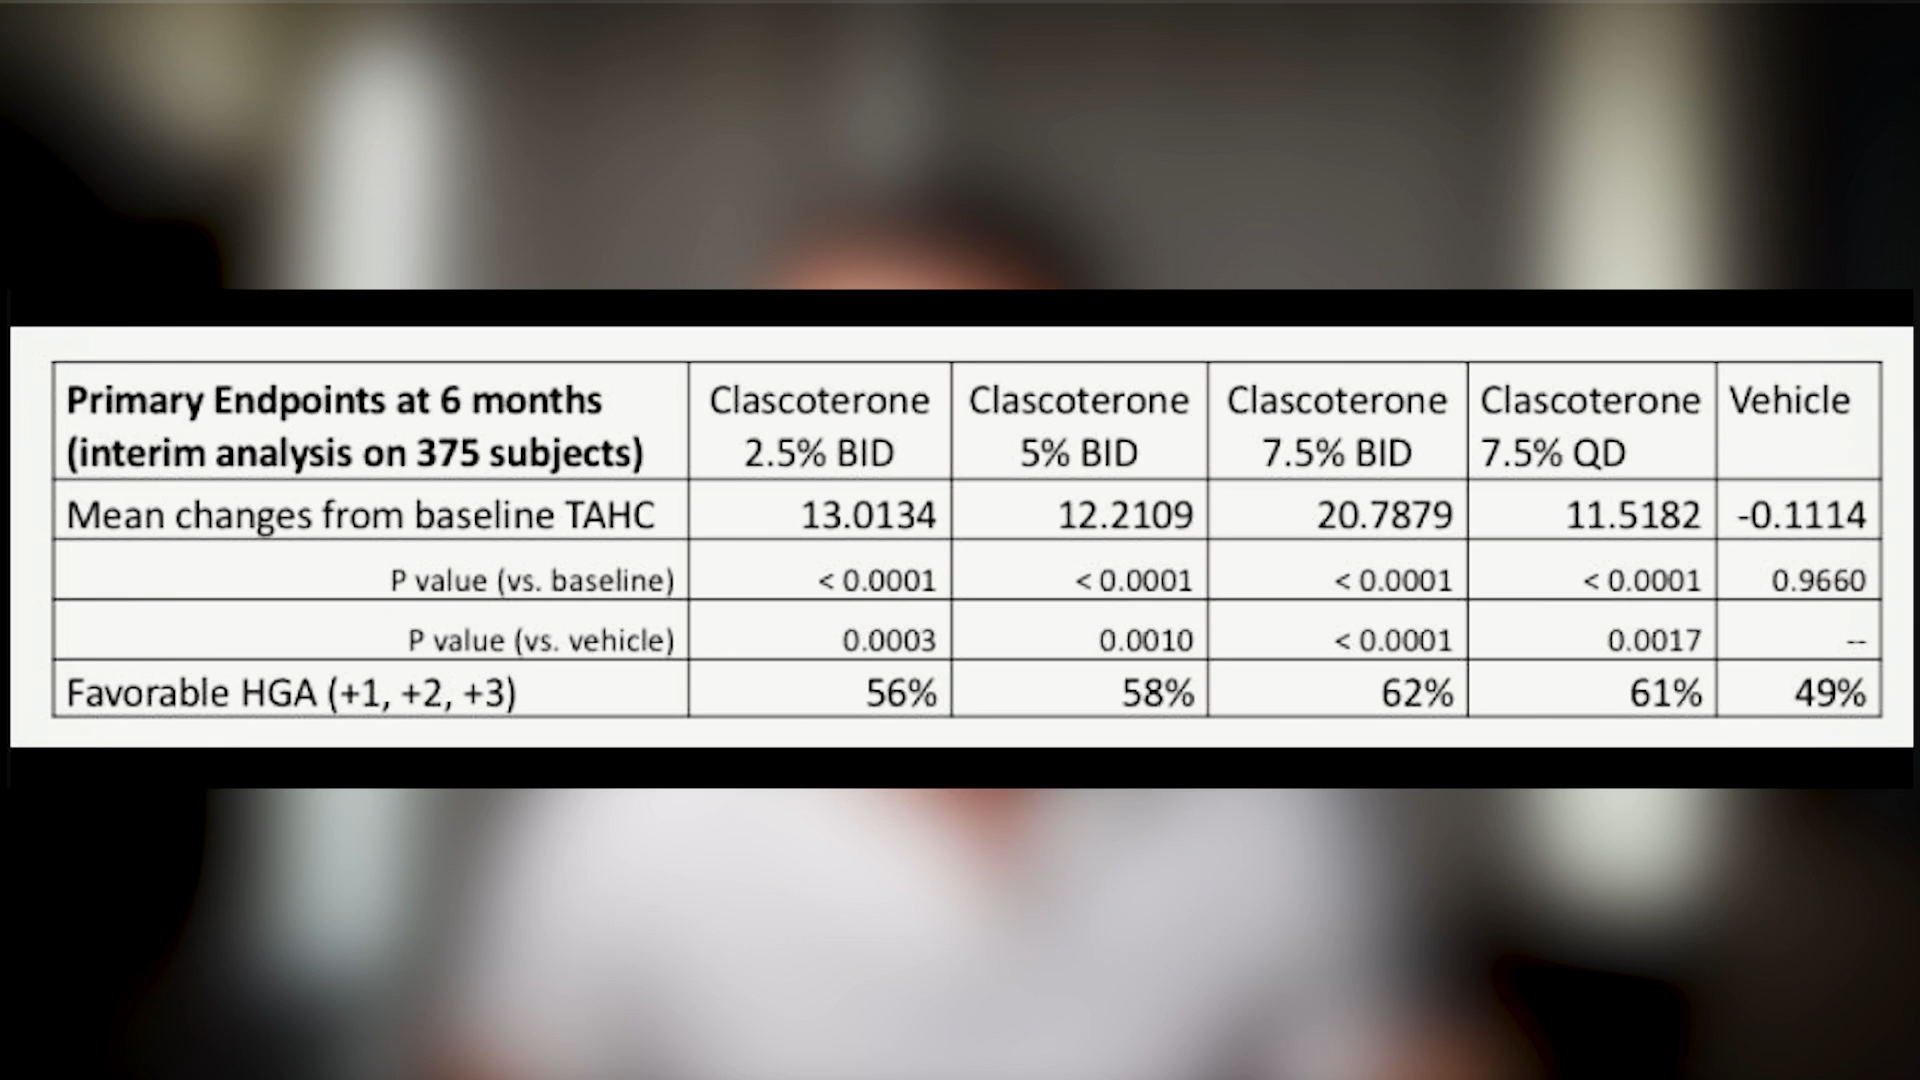 Primary Endpoints at 6 months
(interim analysis on 375 subjects)
Clascoterone
2.5% BID
Clascoterone
5% BID
Clascoterone
7.5% BID
Clascoterone
7.5% QD
Vehicle
Mean changes from baseline TAHC 13.0134 12.2109 20.7879 11.5182 -0.1114
P value (vs. baseline) < 0.0001 < 0.0001 < 0.0001 < 0.0001 0.9660
P value (vs. vehicle) 0.0003 0.0010 < 0.0001 0.0017 --
Favorable HGA (+1, +2, +3) 56% 58% 62% 61% 49%